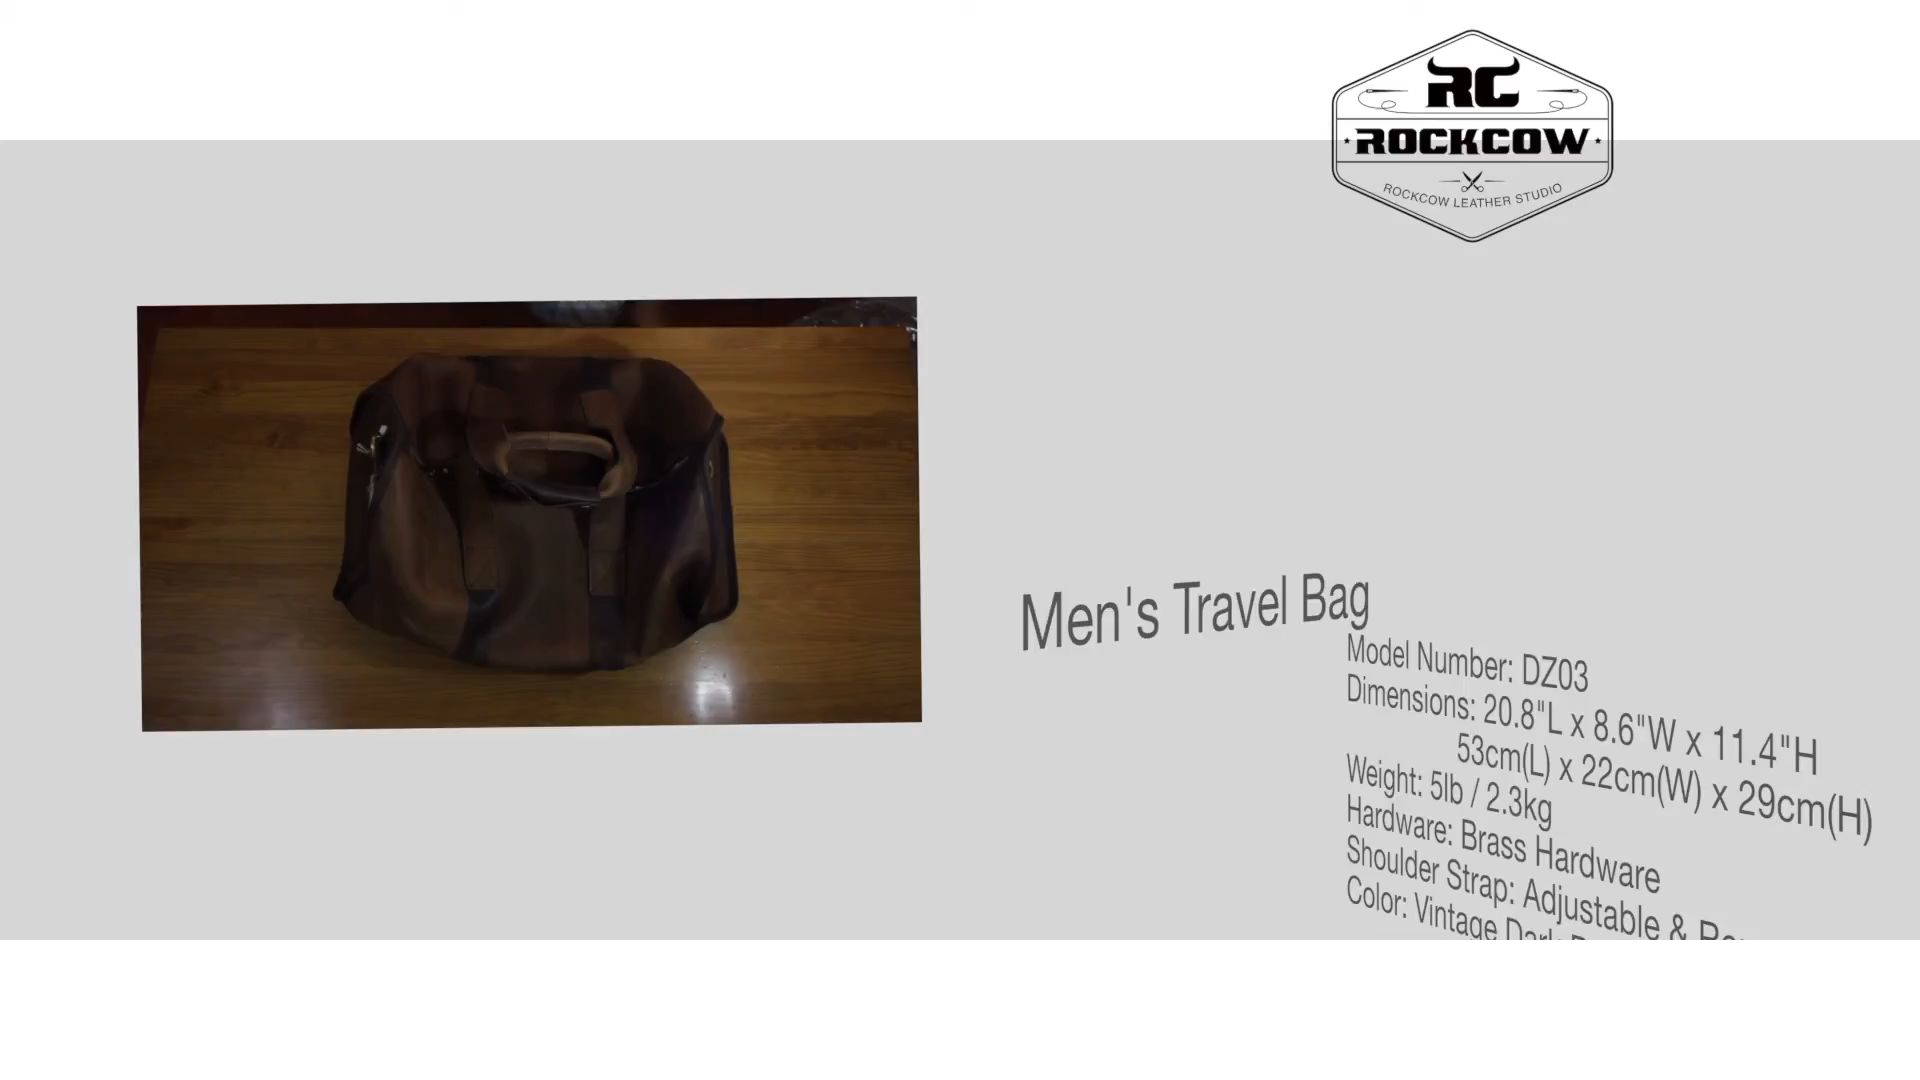 RC
ROCKCOW
ROCKCOW LEATHER STUDIO
Men's Travel Bag
Model Number: DZ03
Dimensions: 20.8"L x 8.6"W x 11.4"H
53cm(L) x 22cm(W) x 29cm(H)
Weight: 5lb / 2.3kg
Hardware: Brass Hardware
Shoulder Strap: Adjustable &
Color: Vintage Dark